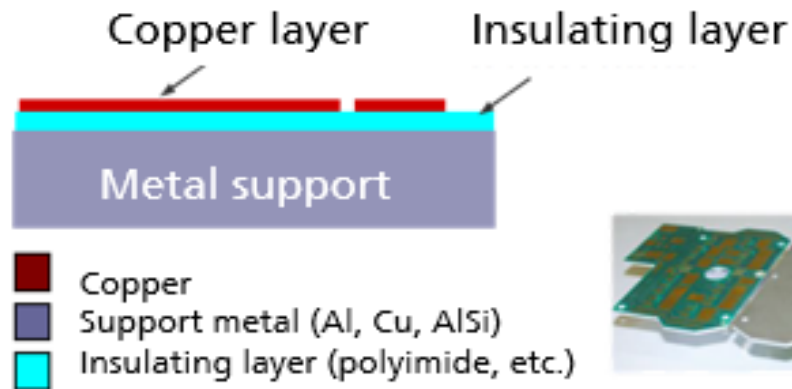 Copper layer
Insulating layer
Metal support
Copper
Support metal (Al, Cu, AlSi)
Insulating layer (polyimide, etc.)